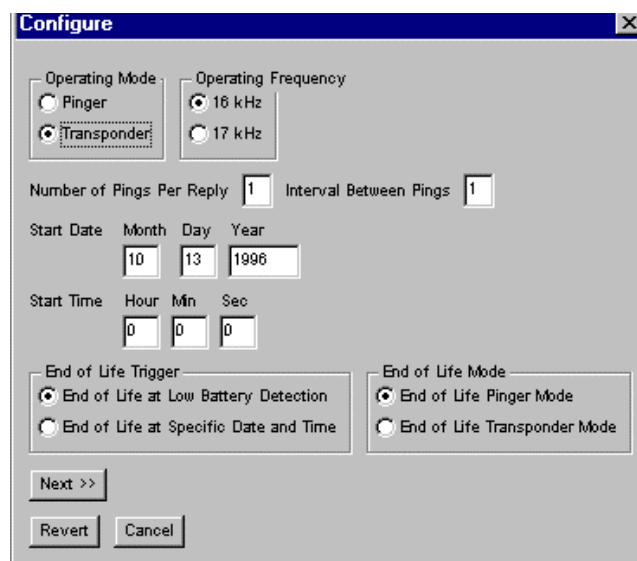 Configure
Operating Mode
Pinger
Transponder
Operating Frequency
16 kHz
17 kHz
Number of Pings Per Reply 1 Interval Between Pings 1
Start Date Month Day Year
10 13 1996
Start Time Hour Min Sec
0 0 0
End of Life Trigger
End of Life at Low Battery Detection
End of Life at Specific Date and Time
End of Life Mode
End of Life Pinger Mode
End of Life Transponder Mode
Next >>
Revert Cancel